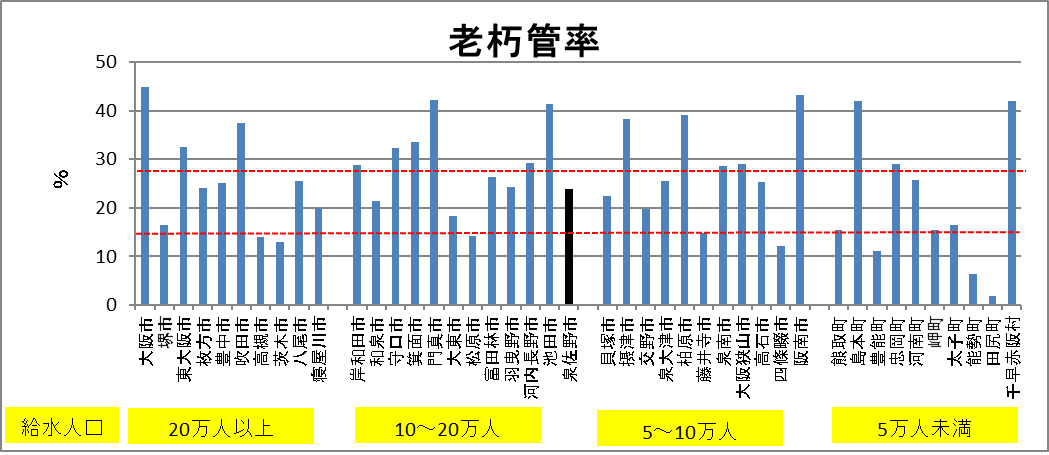 老朽管率
%
50
40
30
20
10
0
大阪市
堺市
東大阪市
枚方市
豊中市
吹田市
高槻市
茨木市
八尾市
寝屋川市
岸和田市
和泉市
守口市
箕面市
門真市
大東市
松原市
富田林市
羽曳野市
河内長野市
池田市
泉佐野市
貝塚市
摂津市
交野市
泉大津市
柏原市
藤井寺市
泉南市
大阪狭山市
高石市
四條畷市
阪南市
熊取町
島本町
豊能町
忠岡町
河南町
岬町
太子町
能勢町
田尻町
千早赤阪村
給水人口
20万人以上
10～20万人
5～10万人
5万人未満